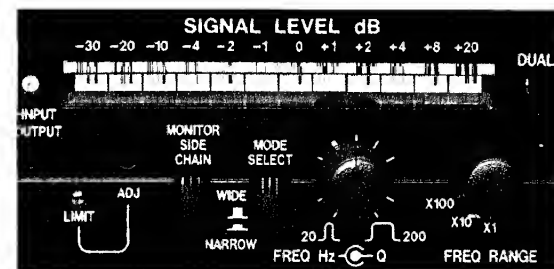 SIGNAL LEVEL dB
-30 -20 -10 -4 -2 -1 0 +1 +2 +4 +8 +20
DUAL
INPUT
OUTPUT
MONITOR
SIDE
CHAIN
MODE
SELECT
LIMIT
ADJ
WIDE
NARROW
20
200
FREQ Hz
Q
X100
X10
X1
FREQ RANGE